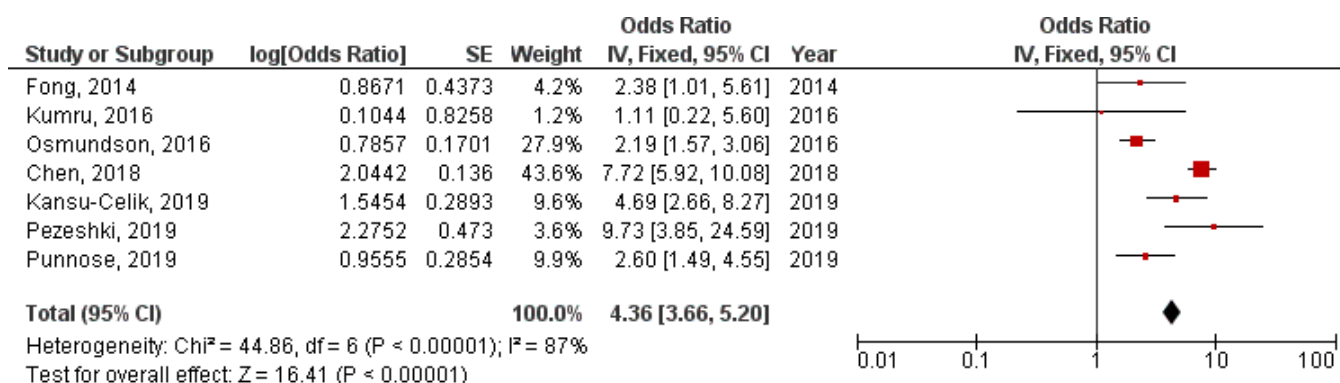 Odds Ratio Odds Ratio
Study or Subgroup log[Odds Ratio] SE Weight IV, Fixed, 95% CI Year IV, Fixed, 95% CI
Fong, 2014 0.8671 0.4373 4.2% 2.38 [1.01, 5.61] 2014
Kumru, 2016 0.1044 0.8258 1.2% 1.11 [0.22, 5.60] 2016
Osmundson, 2016 0.7857 0.1701 27.9% 2.19 [1.57, 3.06] 2016
Chen, 2018 2.0442 0.136 43.6% 7.72 [5.92, 10.08] 2018
Kansu-Celik, 2019 1.5454 0.2893 9.6% 4.69 [2.66, 8.27] 2019
Pezeshki, 2019 2.2752 0.473 3.6% 9.73 [3.85, 24.59] 2019
Punnose, 2019 0.9555 0.2854 9.9% 2.60 [1.49, 4.55] 2019
Total (95% CI) 100.0% 4.36 [3.66, 5.20]
Heterogeneity: Chi² = 44.86, df = 6 (P < 0.00001); I² = 87%
Test for overall effect: Z = 16.41 (P < 0.00001)
0.01 0.1 1 10 100